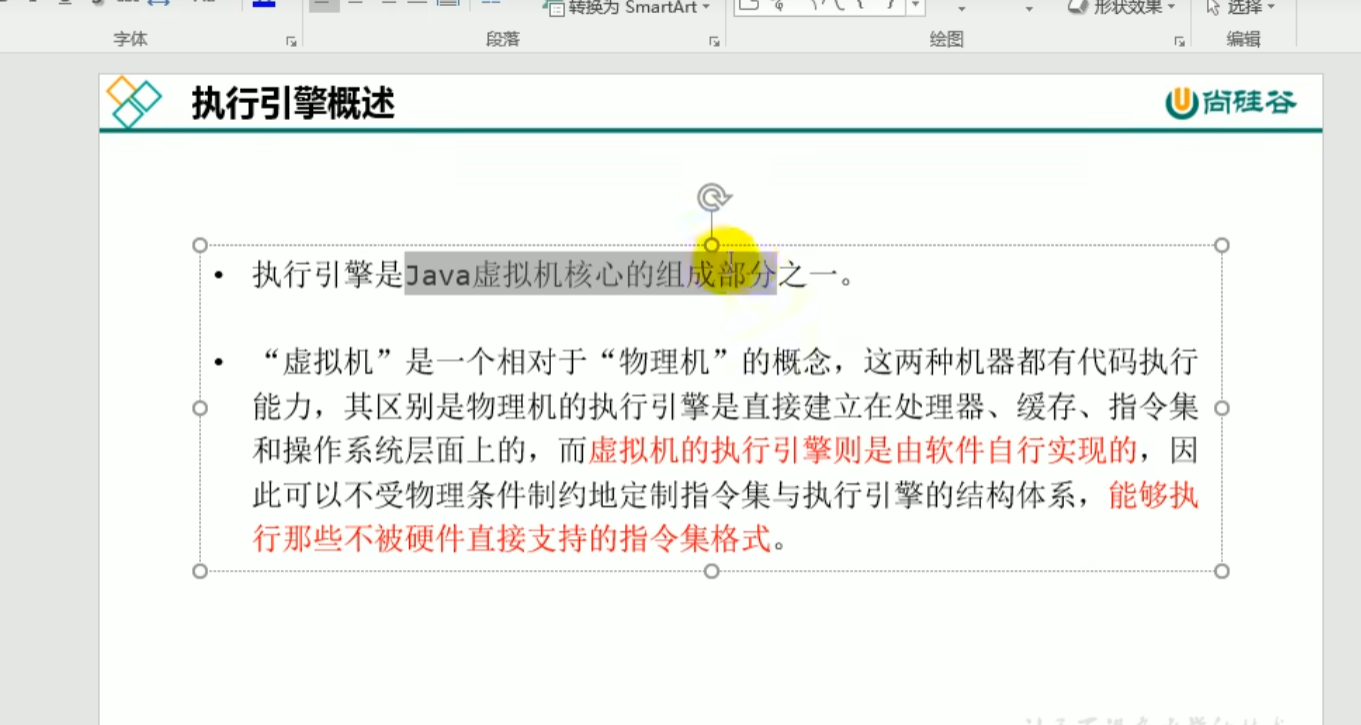 转换为 SmartArt
形状效果
选择
字体
段落
绘图
编辑
执行引擎概述
尚硅谷
• 执行引擎是Java虚拟机核心的组成部分之一。
• “虚拟机”是一个相对于“物理机”的概念，这两种机器都有代码执行
能力，其区别是物理机的执行引擎是直接建立在处理器、缓存、指令集
和操作系统层面上的，而虚拟机的执行引擎则是由软件自行实现的，因
此可以不受物理条件制约地定制指令集与执行引擎的结构体系，能够执
行那些不被硬件直接支持的指令集格式。